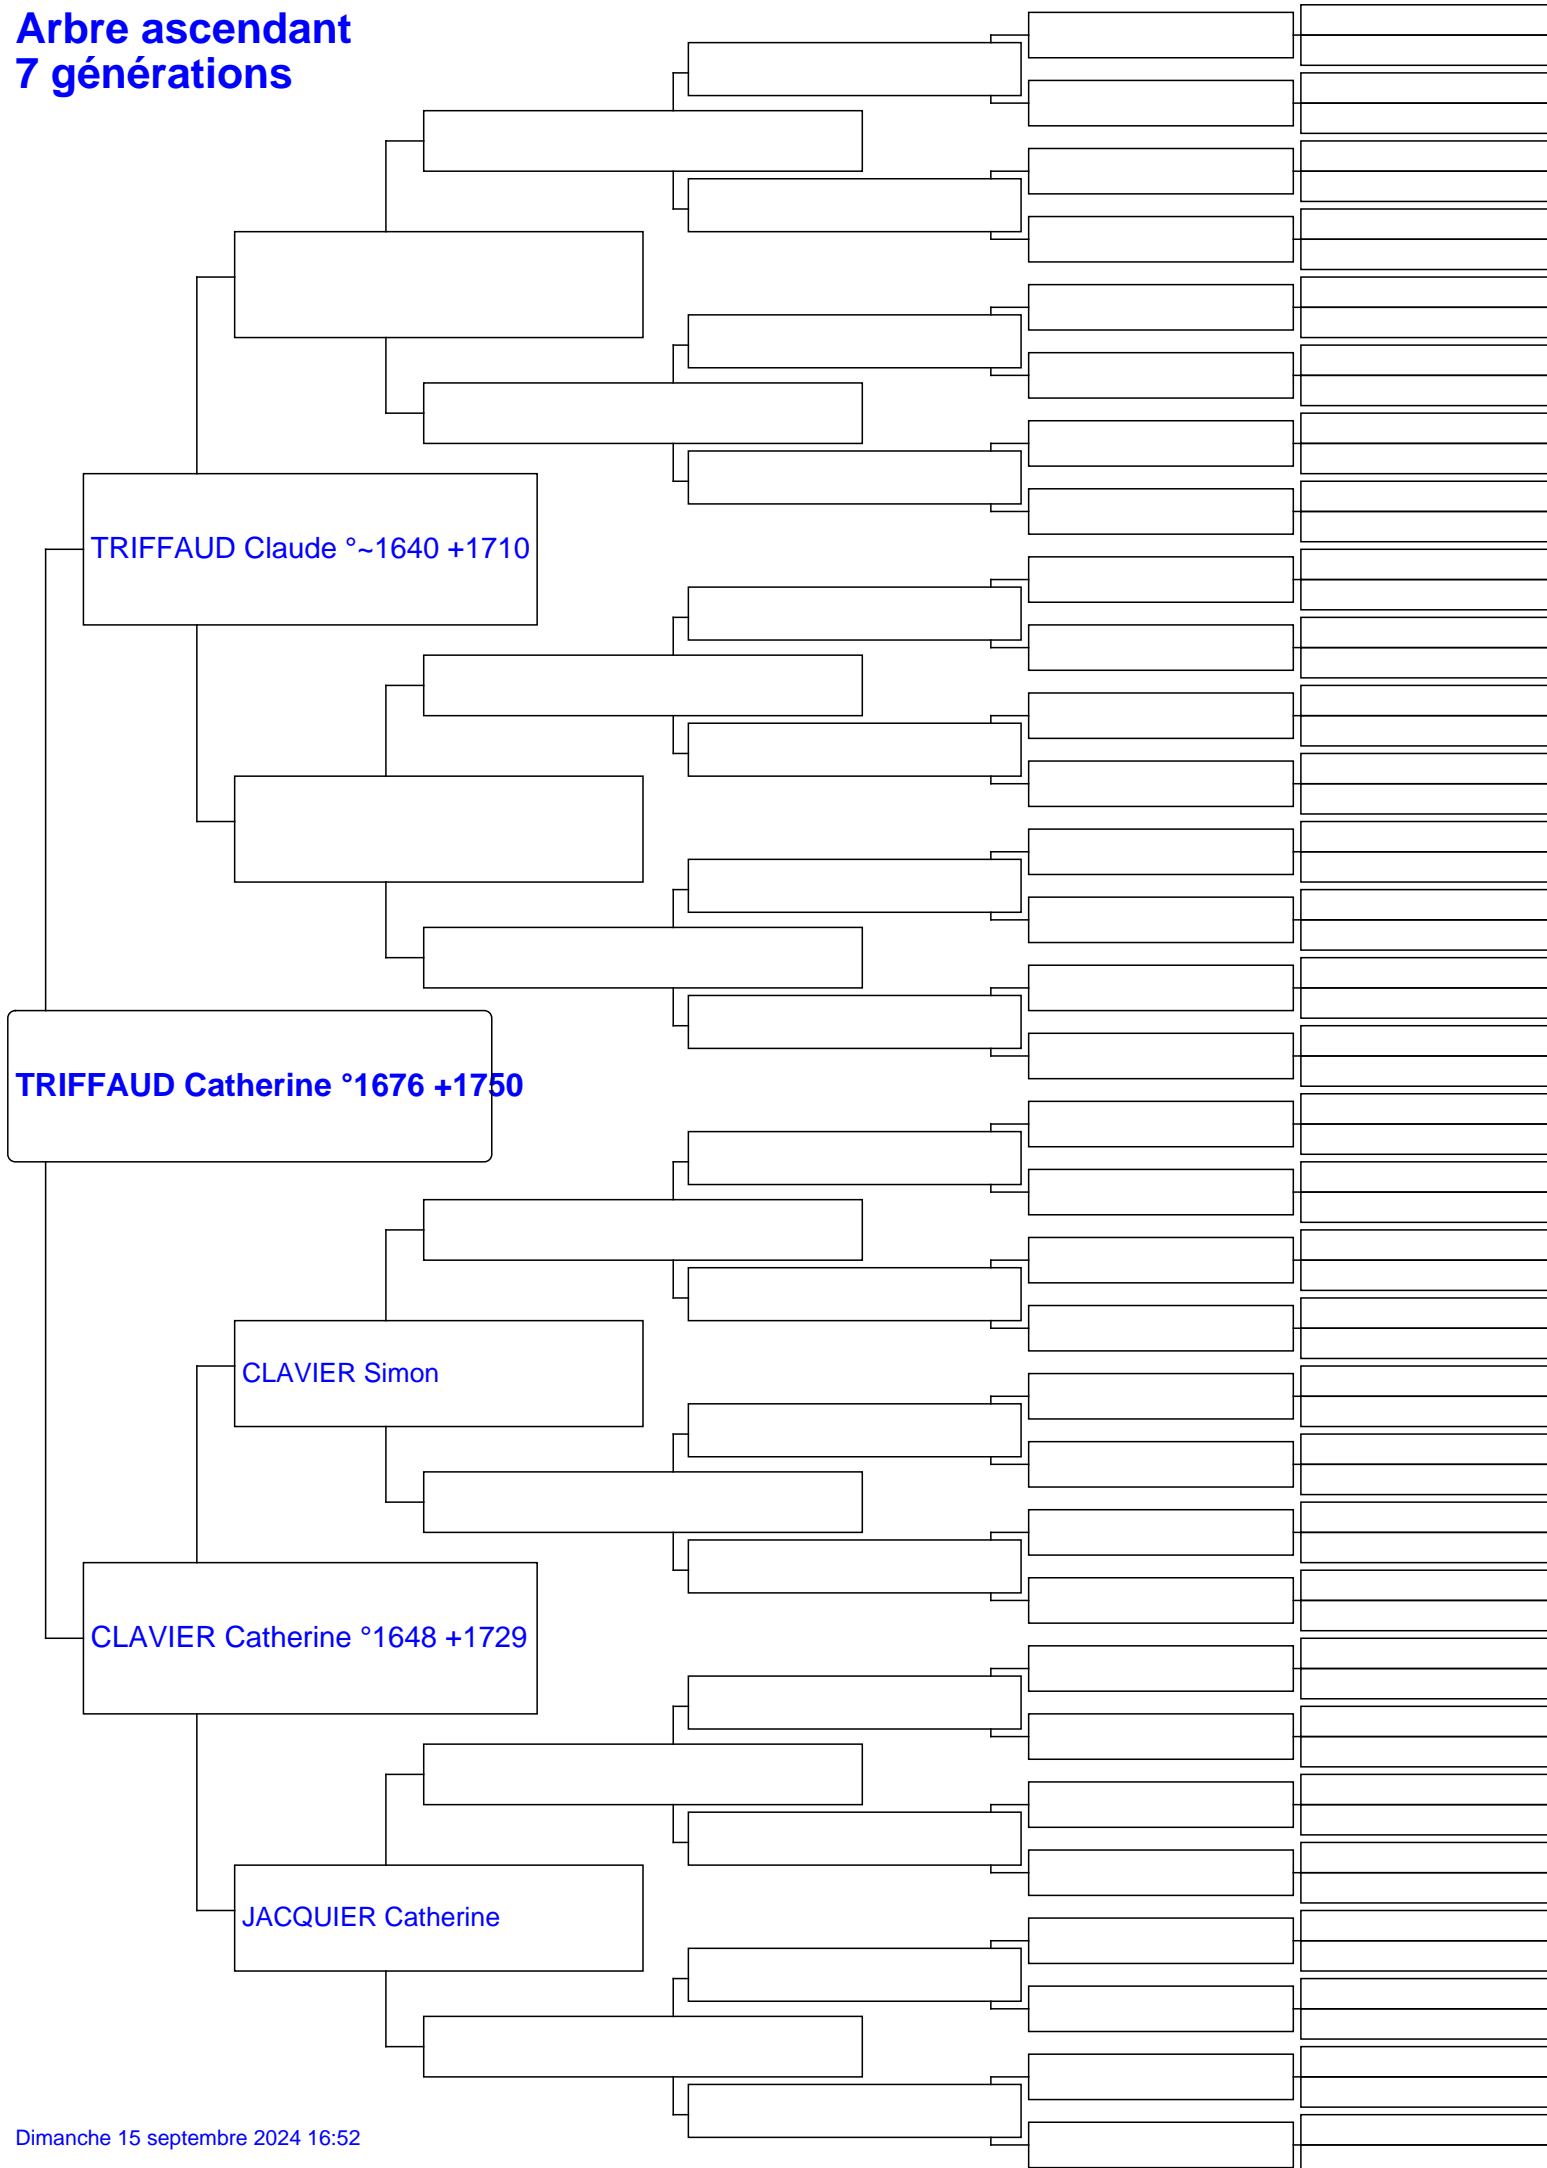 Arbre ascendant
7 générations
TRIFFAUD Claude °~1640 +1710
TRIFFAUD Catherine °1676 +1750
CLAVIER Simon
CLAVIER Catherine °1648 +1729
JACQUIER Catherine
Dimanche 15 septembre 2024 16:52